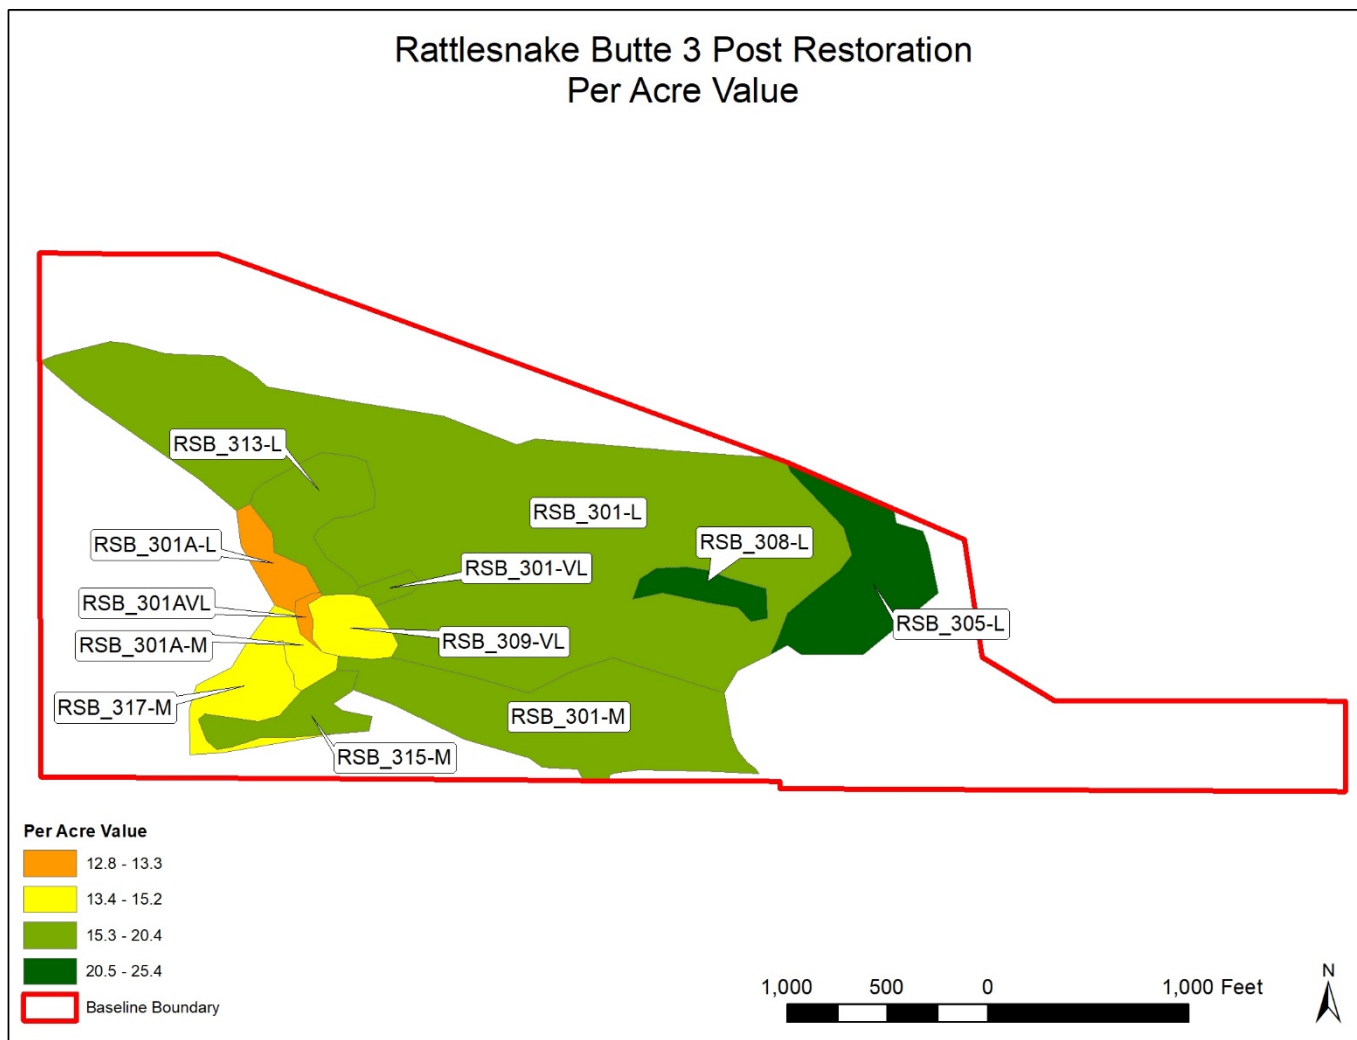 Rattlesnake Butte 3 Post Restoration
Per Acre Value
RSB_313-L
RSB_301-L
RSB_301A-L
RSB_308-L
RSB_301-VL
RSB_301AVL
RSB_305-L
RSB_301A-M
RSB_309-VL
RSB_317-M
RSB_301-M
RSB_315-M
Per Acre Value
12.8 - 13.3
13.4 - 15.2
15.3 - 20.4
20.5 - 25.4
Baseline Boundary
1,000 500 0 1,000 Feet
N